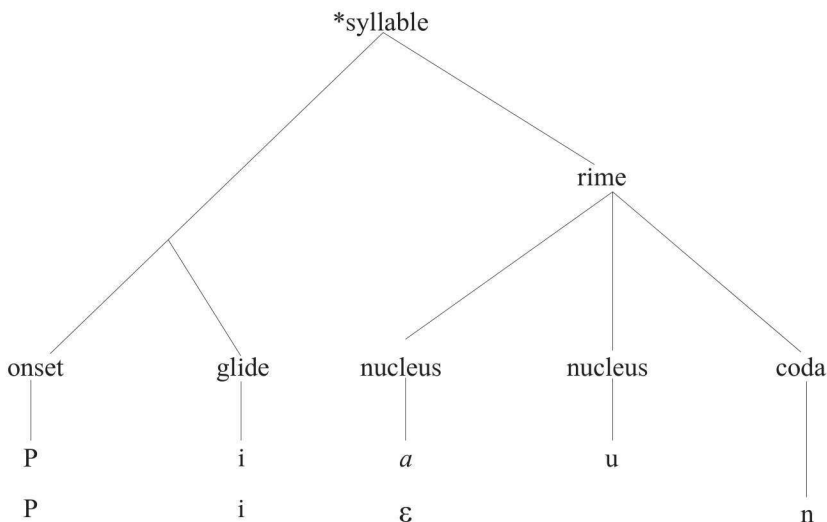 *syllable
rime
onset glide nucleus nucleus coda
P i a u
P i ɛ n